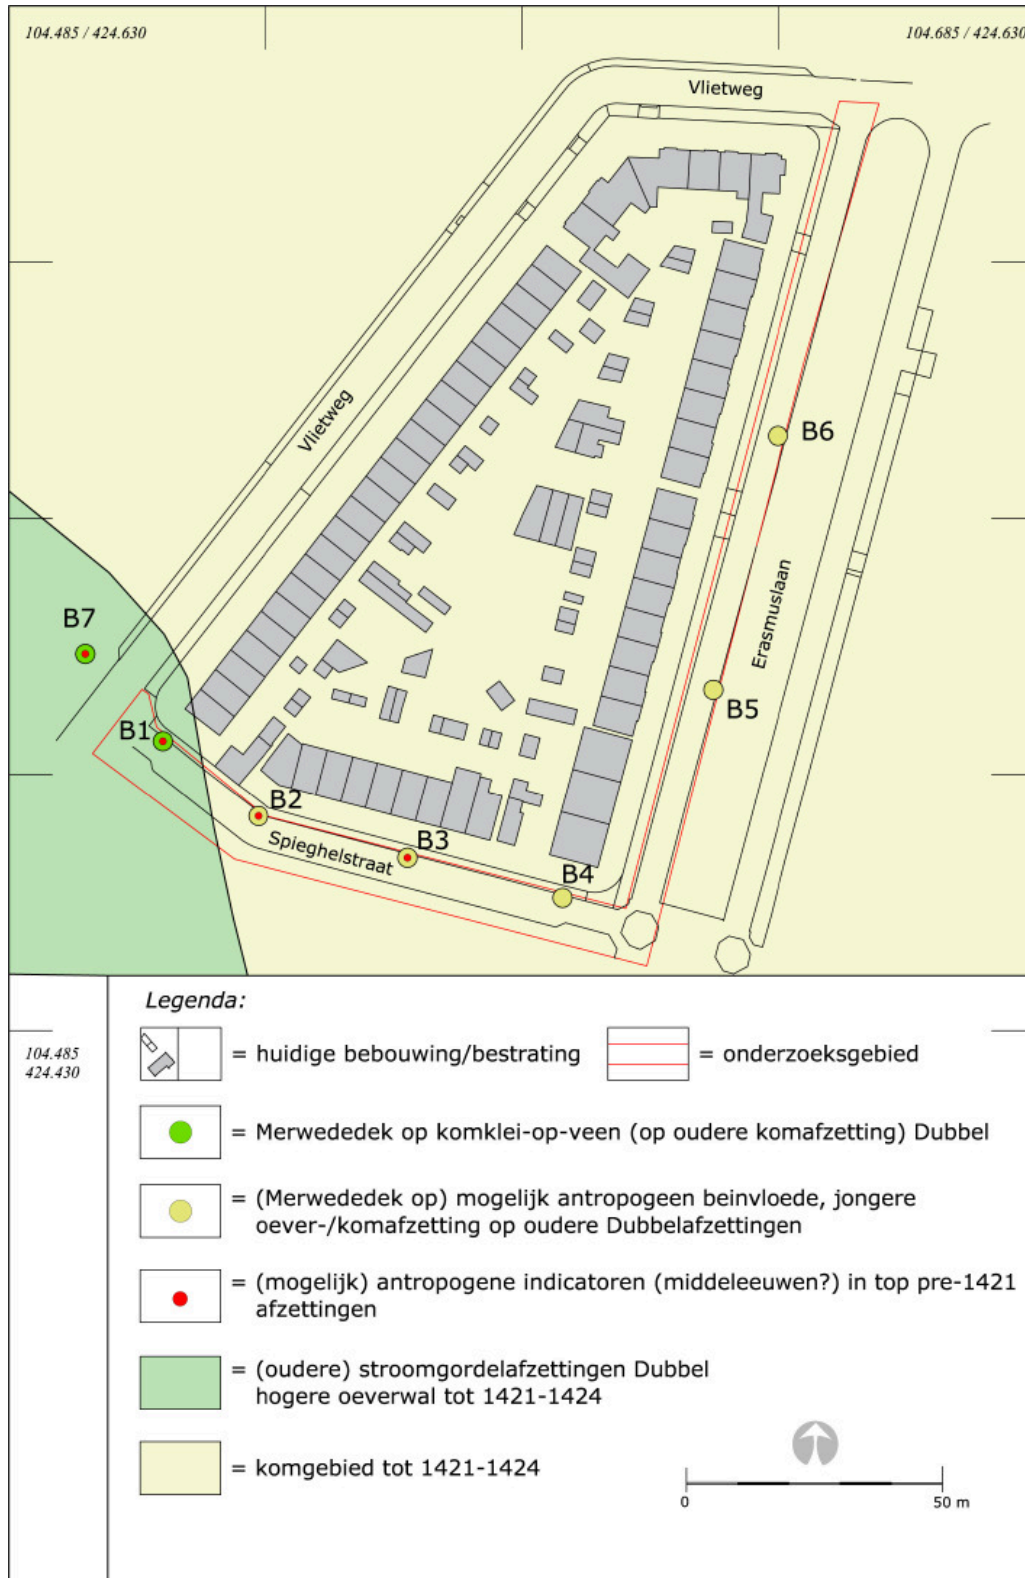 104.485 / 424.630
104.685 / 424.630
Vlietweg
Vlietweg
B6
Erasmuslaan
B7
B5
B1
B2
B3
Spieghelstraat
B4
Legenda:
104.485
424.430
= huidige bebouwing/bestrating
= onderzoeksgebied
= Merwededek op komklei-op-veen (op oudere komafzetting) Dubbel
= (Merwededek op) mogelijk antropogeen beinvloede, jongere
oever-/komafzetting op oudere Dubbelafzettingen
= (mogelijk) antropogene indicatoren (middeleeuwen?) in top pre-1421
afzettingen
= (oudere) stroomgordelafzettingen Dubbel
hogere oeverwal tot 1421-1424
= komgebied tot 1421-1424
0
50 m